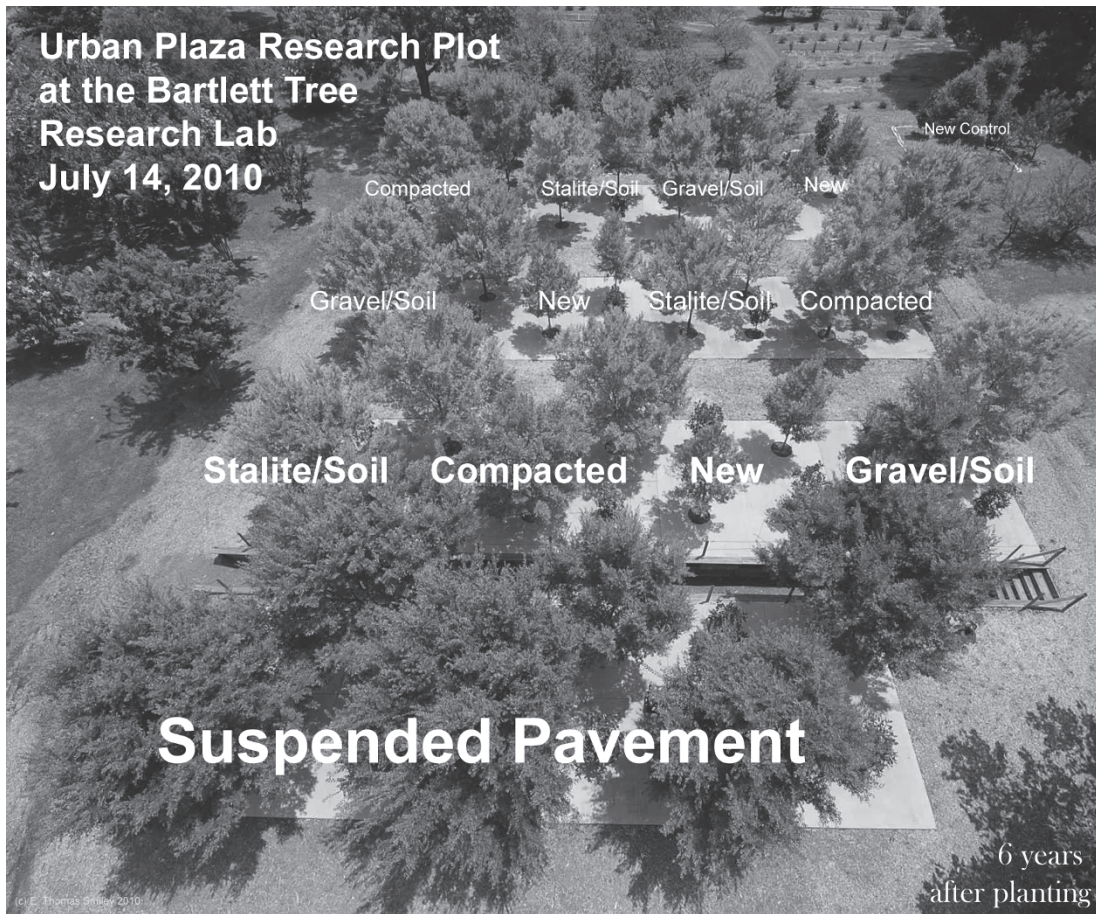 Urban Plaza Research Plot
at the Bartlett Tree
Research Lab
July 14, 2010
New Control
Compacted Stalite/Soil Gravel/Soil New
Gravel/Soil New Stalite/Soil Compacted
Stalite/Soil Compacted New Gravel/Soil
Suspended Pavement
6 years
after planting
(c) E. Thomas Smiley 2010